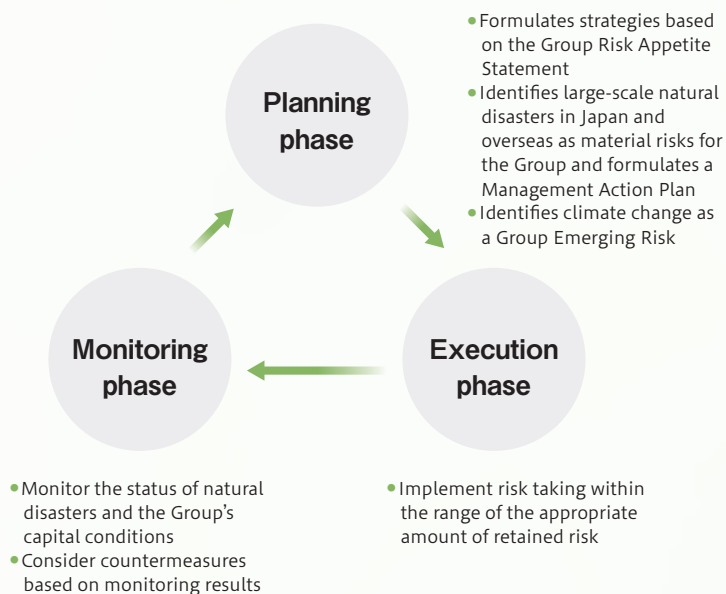 Planning
phase
• Formulates strategies based
on the Group Risk Appetite
Statement
• Identifies large-scale natural
disasters in Japan and
overseas as material risks for
the Group and formulates a
Management Action Plan
• Identifies climate change as
a Group Emerging Risk
Monitoring
phase
Execution
phase
• Monitor the status of natural
disasters and the Group’s
capital conditions
• Consider countermeasures
based on monitoring results
• Implement risk taking within
the range of the appropriate
amount of retained risk